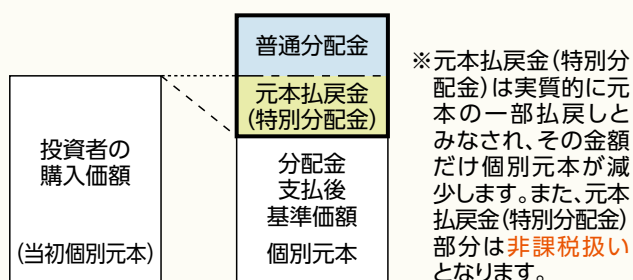 普通分配金
元本払戻金
(特別分配金)
投資者の
購入価額
(当初個別元本)
分配金
支払後
基準価額
個別元本
※元本払戻金(特別分
配金)は実質的に元
本の一部払戻しと
みなされ、その金額
だけ個別元本が減
少します。また、元本
払戻金(特別分配金)
部分は非課税扱い
となります。